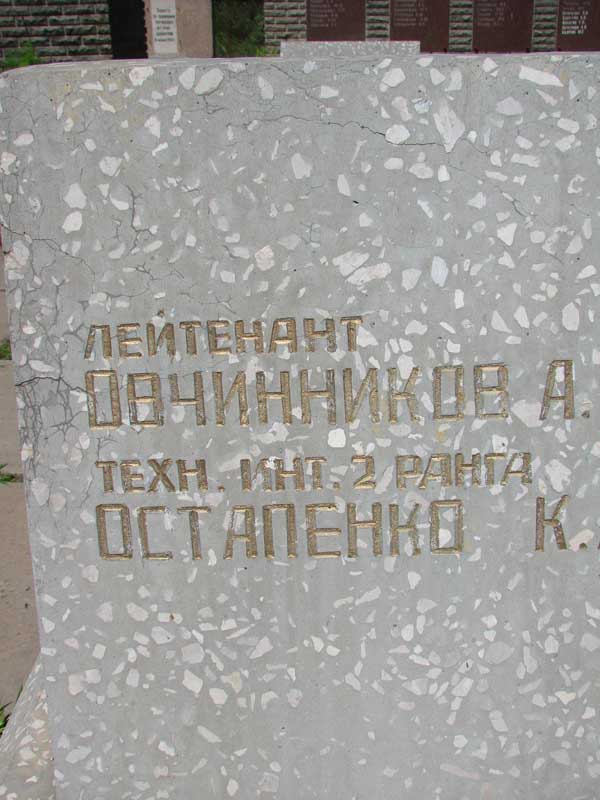 ЛЕЙТЕНАНТ
ОВЧИННИКОВ А.
ТЕХН. ИНТ. 2 РАНГА
ОСТАПЕНКО К.